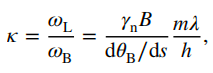 κ = ω_L / ω_B = γ_n B / (dθ_B/ds) · mλ / h,